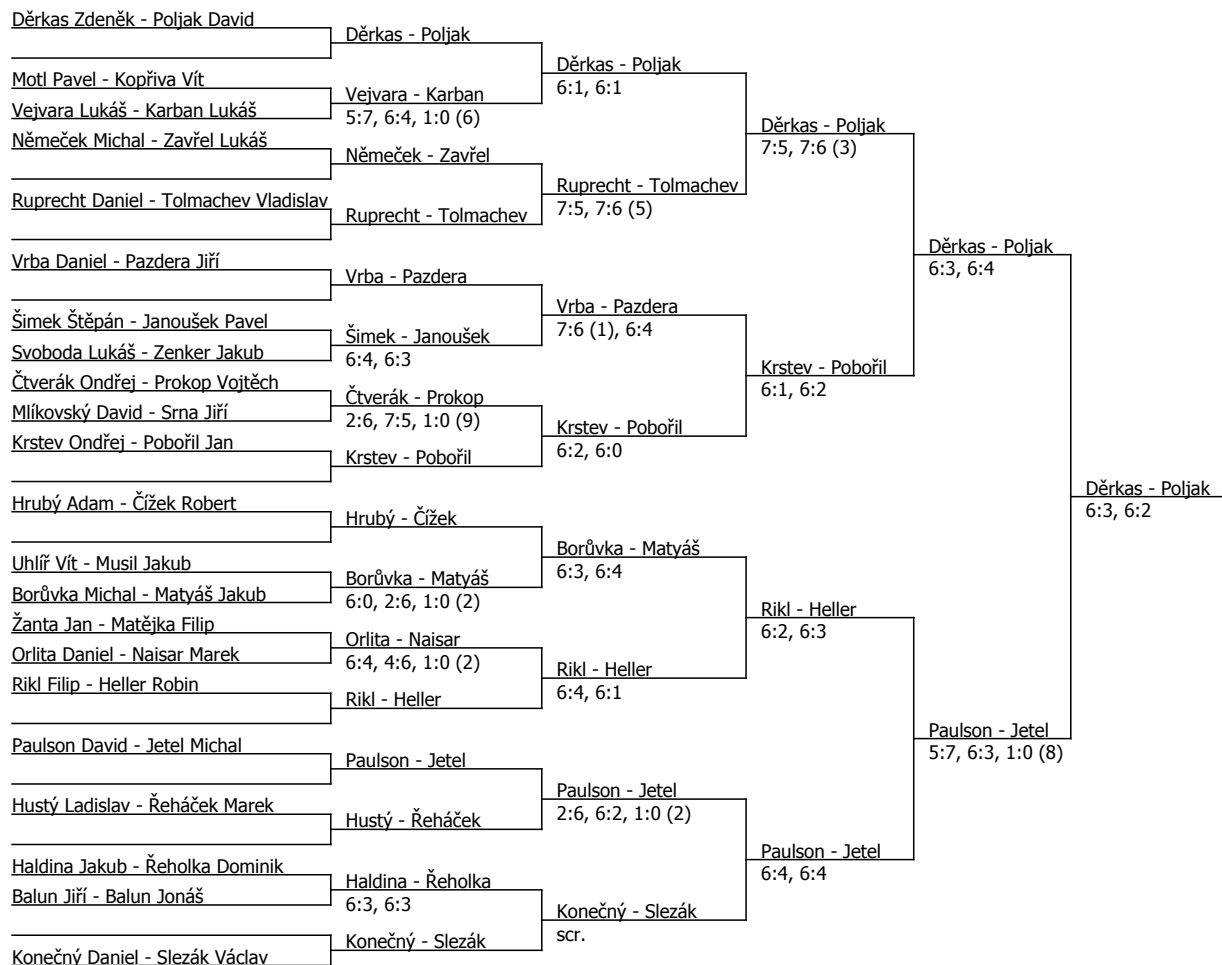 Děrkas Zdeněk - Poljak David
Motl Pavel - Kopřiva Vít
Vejvara Lukáš - Karban Lukáš
Němeček Michal - Zavřel Lukáš
Ruprecht Daniel - Tolmachev Vladislav
Vrba Daniel - Pazdera Jiří
Šimek Štěpán - Janoušek Pavel
Svoboda Lukáš - Zenker Jakub
Čtverák Ondřej - Prokop Vojtěch
Mlíkovský David - Srna Jiří
Krstev Ondřej - Pobořil Jan
Hrubý Adam - Čížek Robert
Uhlíř Vít - Musil Jakub
Borůvka Michal - Matyáš Jakub
Žanta Jan - Matějka Filip
Orlita Daniel - Naisar Marek
Rikl Filip - Heller Robin
Paulson David - Jetel Michal
Hustý Ladislav - Řeháček Marek
Haldina Jakub - Řeholka Dominik
Balun Jiří - Balun Jonáš
Konečný Daniel - Slezák Václav
Děrkas - Poljak
Vejvara - Karban
5:7, 6:4, 1:0 (6)
Němeček - Zavřel
Ruprecht - Tolmachev
Vrba - Pazdera
Šimek - Janoušek
6:4, 6:3
Čtverák - Prokop
2:6, 7:5, 1:0 (9)
Krstev - Pobořil
Hrubý - Čížek
Borůvka - Matyáš
6:0, 2:6, 1:0 (2)
Orlita - Naisar
6:4, 4:6, 1:0 (2)
Rikl - Heller
Paulson - Jetel
Hustý - Řeháček
Haldina - Řeholka
6:3, 6:3
Konečný - Slezák
Děrkas - Poljak
6:1, 6:1
Ruprecht - Tolmachev
7:5, 7:6 (5)
Vrba - Pazdera
7:6 (1), 6:4
Krstev - Pobořil
6:2, 6:0
Borůvka - Matyáš
6:3, 6:4
Rikl - Heller
6:4, 6:1
Paulson - Jetel
2:6, 6:2, 1:0 (2)
Konečný - Slezák
scr.
Děrkas - Poljak
7:5, 7:6 (3)
Krstev - Pobořil
6:1, 6:2
Rikl - Heller
6:2, 6:3
Paulson - Jetel
6:4, 6:4
Děrkas - Poljak
6:3, 6:4
Paulson - Jetel
5:7, 6:3, 1:0 (8)
Děrkas - Poljak
6:3, 6:2